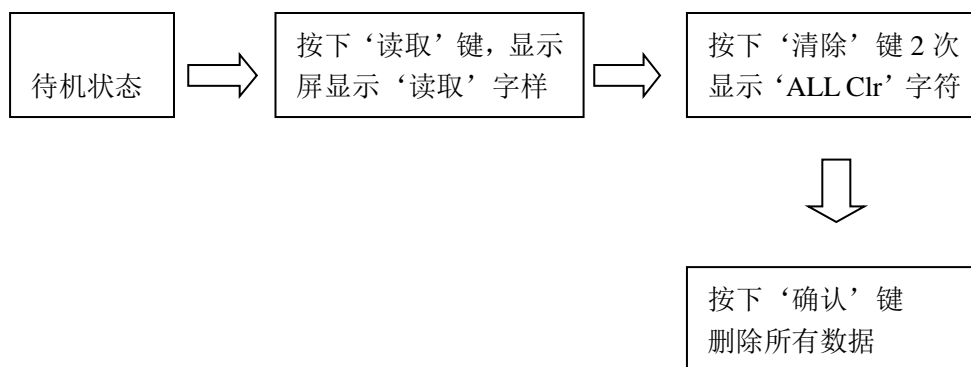 待机状态
按下‘读取’键，显示
屏显示‘读取’字样
按下‘清除’键 2 次
显示‘ALL Clr’字符
按下‘确认’键
删除所有数据